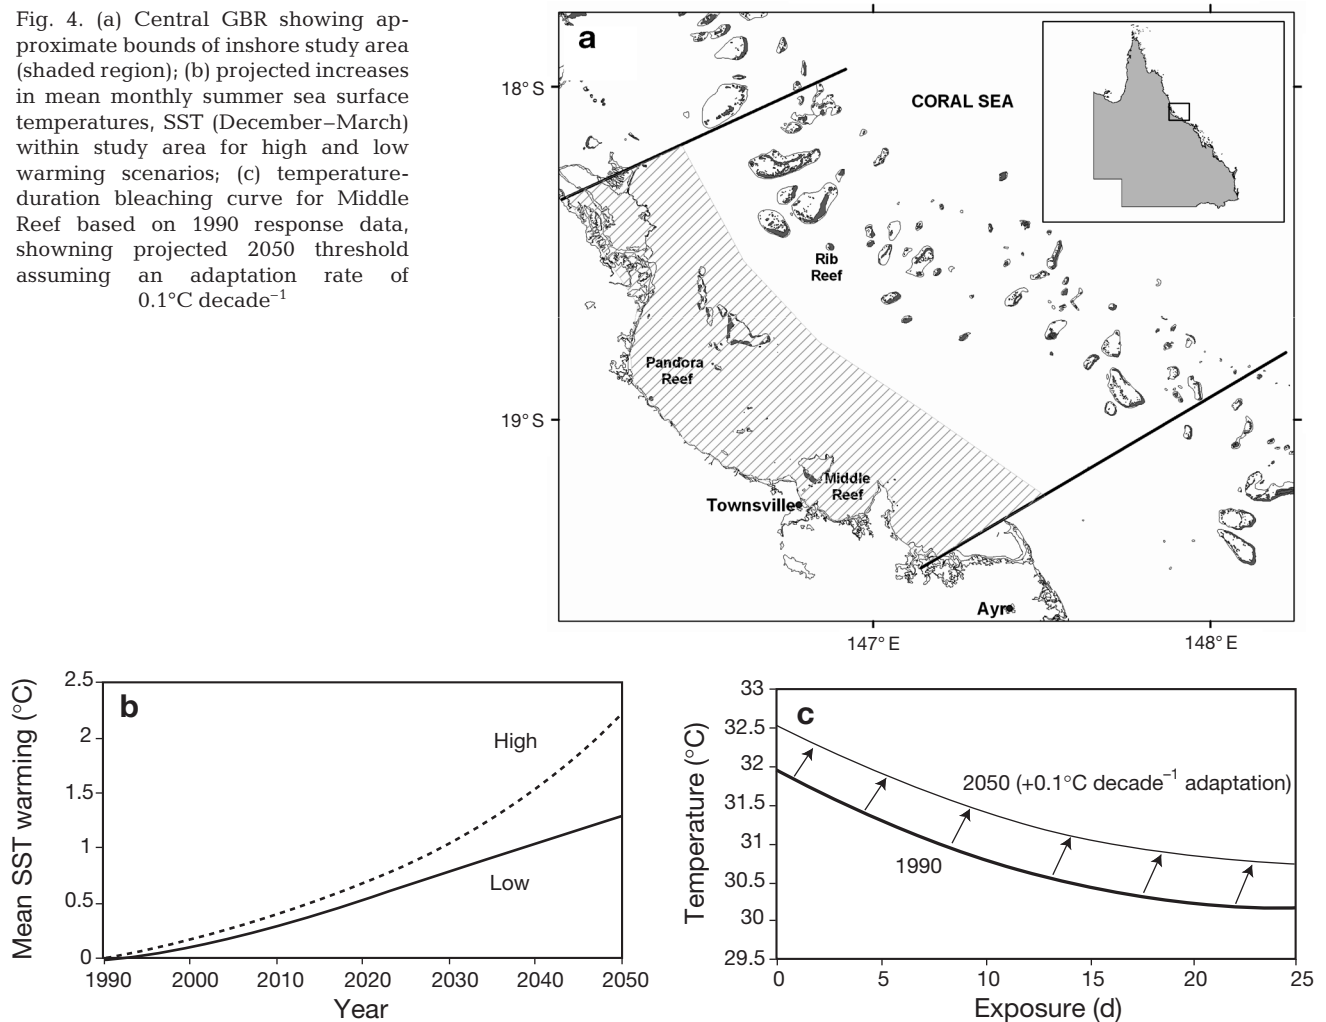 Fig. 4. (a) Central GBR showing ap-
proximate bounds of inshore study area
(shaded region); (b) projected increases
in mean monthly summer sea surface
temperatures, SST (December–March)
within study area for high and low
warming scenarios; (c) temperature-
duration bleaching curve for Middle
Reef based on 1990 response data,
showning projected 2050 threshold
assuming an adaptation rate of
0.1°C decade⁻¹
a
18°S
19°S
CORAL SEA
Rib
Reef
Pandora
Reef
Middle
Reef
Townsville
Ayr
147°E
148°E
b
Mean SST warming (°C)
2.5
2
1.5
1
0.5
0
High
Low
1990
2000
2010
2020
2030
2040
2050
Year
c
Temperature (°C)
33
32.5
32
31.5
31
30.5
30
29.5
2050 (+0.1°C decade⁻¹ adaptation)
1990
0
5
10
15
20
25
Exposure (d)